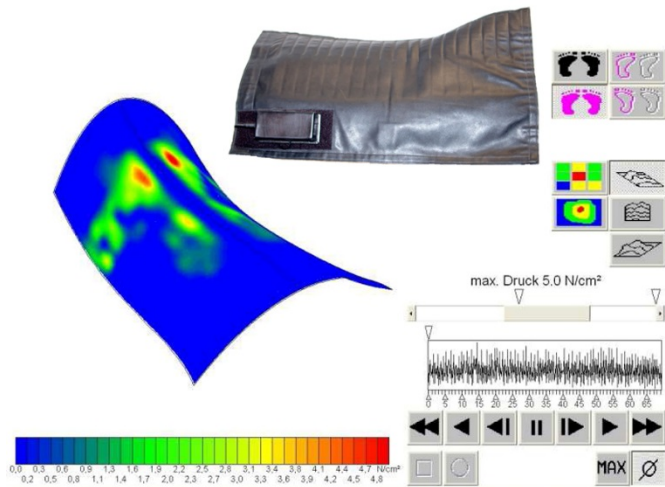 max. Druck 5.0 N/cm²
0 5 10 15 20 25 30 35 40 45 50 55 60 65
MAX Ø
0,0 0,3 0,6 0,9 1,3 1,6 1,9 2,2 2,5 2,8 3,1 3,4 3,8 4,1 4,4 4,7 N/cm²
0,2 0,5 0,8 1,1 1,4 1,7 2,0 2,3 2,7 3,0 3,3 3,6 3,9 4,2 4,5 4,8